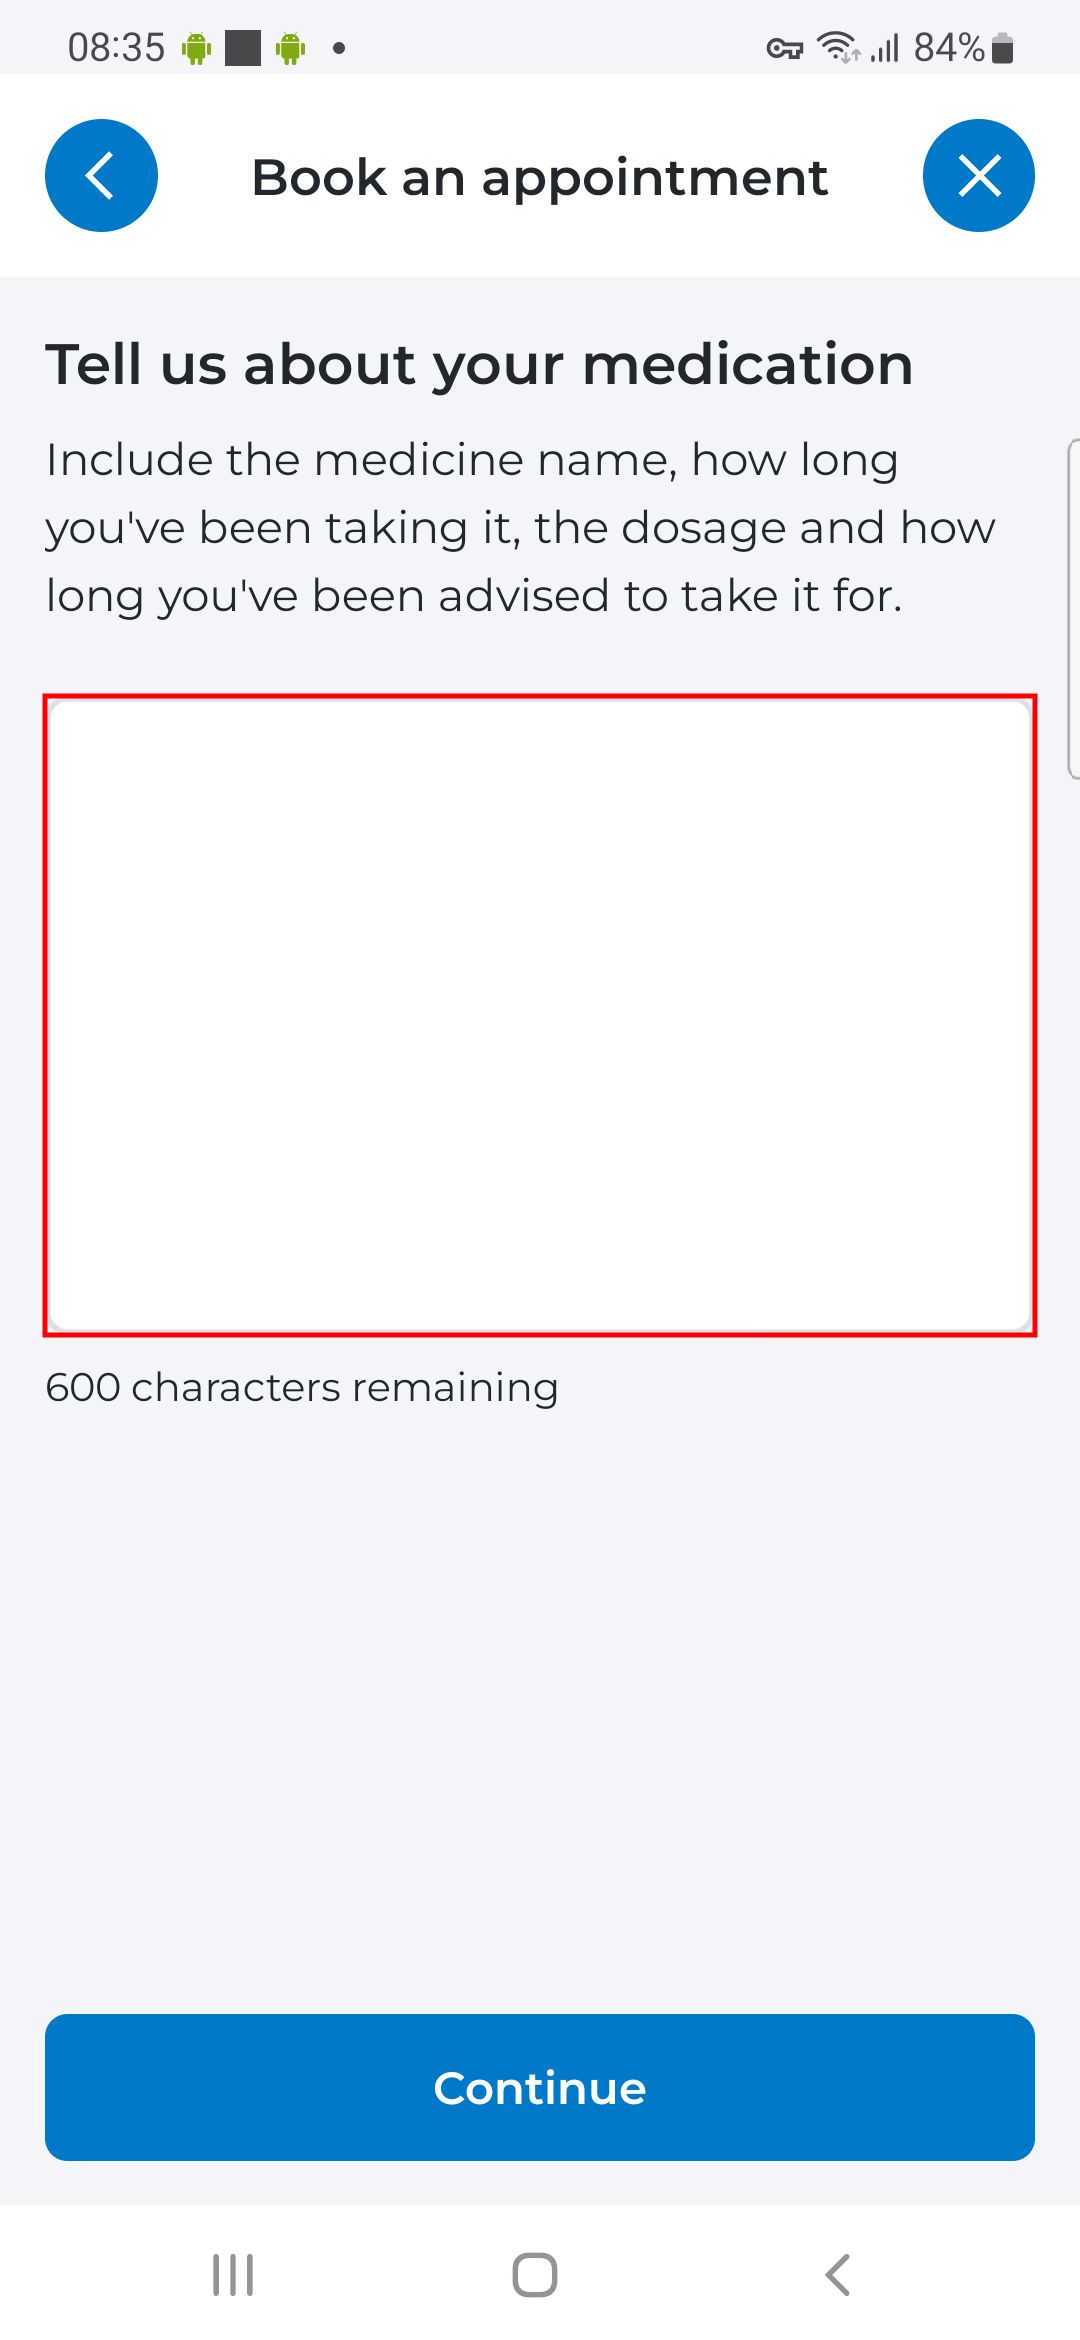 08:35
84%
Book an appointment
Tell us about your medication
Include the medicine name, how long
you've been taking it, the dosage and how
long you've been advised to take it for.
600 characters remaining
Continue